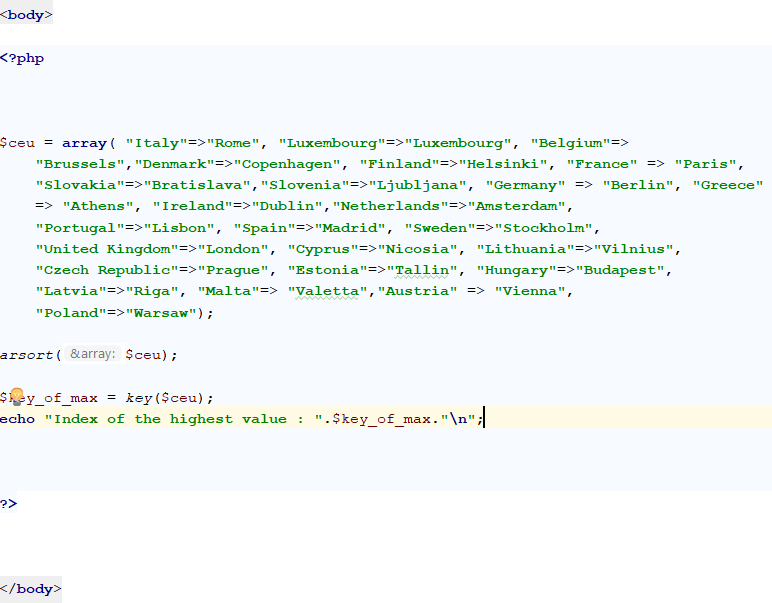 <body>
<?php
$ceu = array( "Italy"=>"Rome", "Luxembourg"=>"Luxembourg", "Belgium"=>
"Brussels","Denmark"=>"Copenhagen", "Finland"=>"Helsinki", "France" => "Paris",
"Slovakia"=>"Bratislava","Slovenia"=>"Ljubljana", "Germany" => "Berlin", "Greece"
=> "Athens", "Ireland"=>"Dublin","Netherlands"=>"Amsterdam",
"Portugal"=>"Lisbon", "Spain"=>"Madrid", "Sweden"=>"Stockholm",
"United Kingdom"=>"London", "Cyprus"=>"Nicosia", "Lithuania"=>"Vilnius",
"Czech Republic"=>"Prague", "Estonia"=>"Tallin", "Hungary"=>"Budapest",
"Latvia"=>"Riga", "Malta"=> "Valetta","Austria" => "Vienna",
"Poland"=>"Warsaw");
arsort( &array: $ceu);
$key_of_max = key($ceu);
echo "Index of the highest value : ".$key_of_max."\n";
?>
</body>